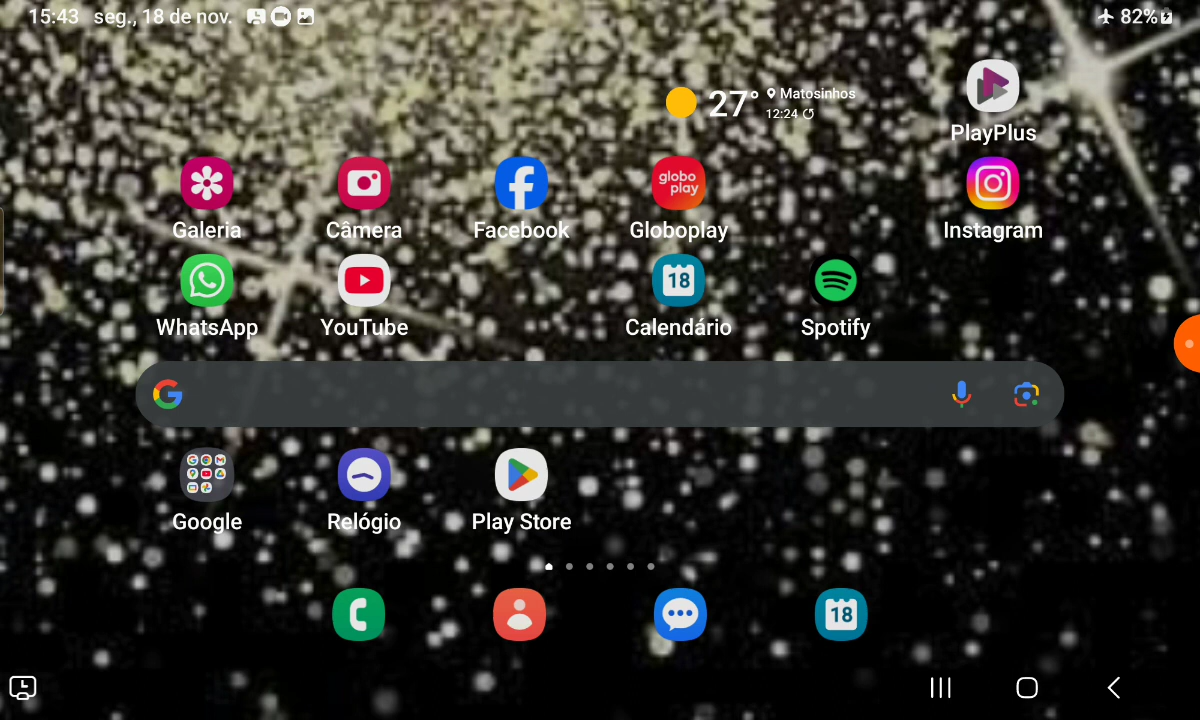 15:43 seg., 18 de nov.
82%
27° Matosinhos
12:24
PlayPlus
globo
play
Galeria Câmera Facebook Globoplay Instagram
18
WhatsApp YouTube Calendário Spotify
Google Relógio Play Store
18